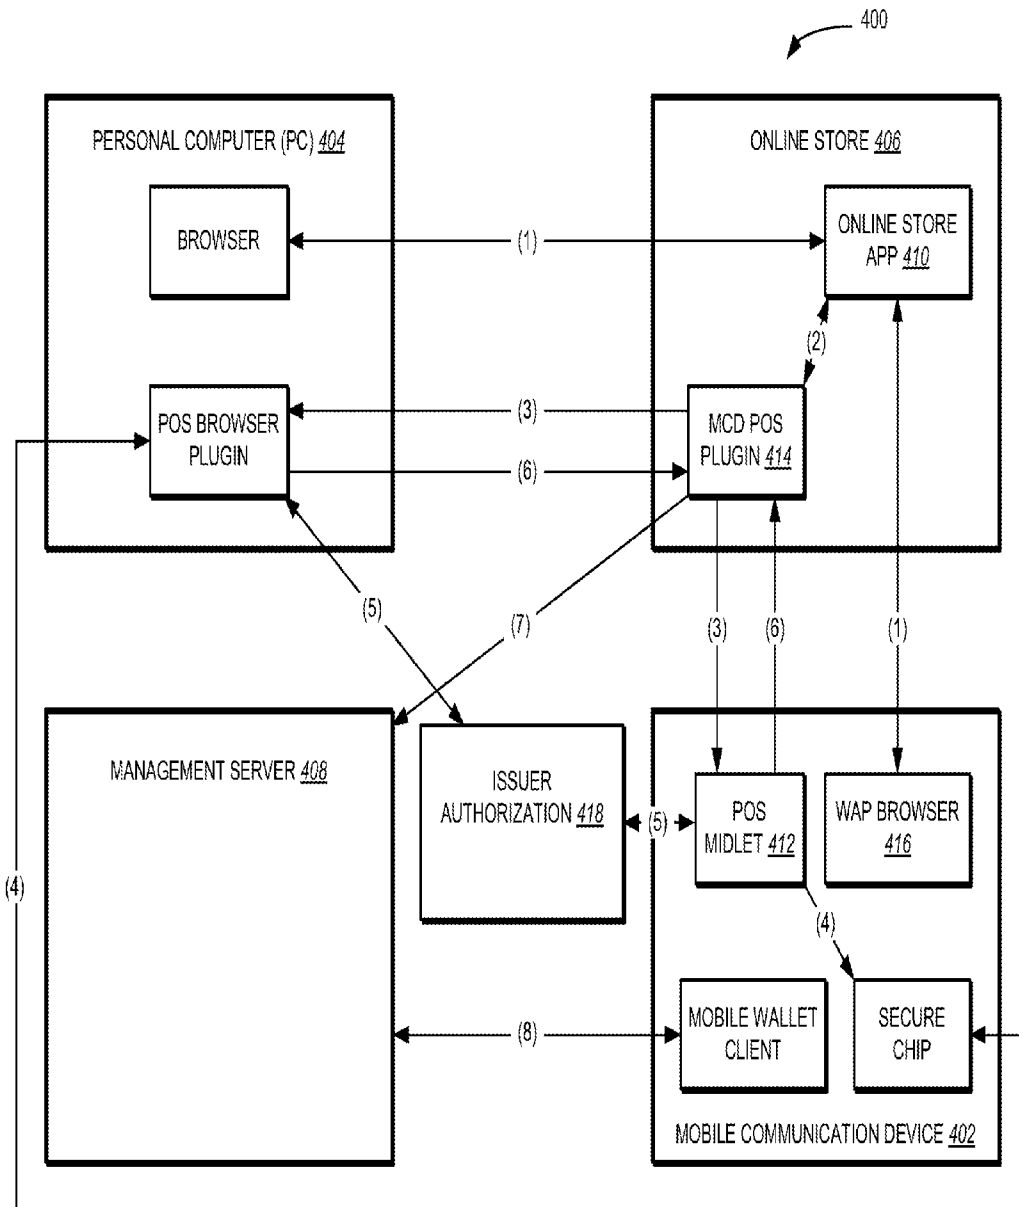 400
PERSONAL COMPUTER (PC) 404
ONLINE STORE 406
BROWSER
(1)
ONLINE STORE
APP 410
(2)
POS BROWSER
PLUGIN
(3)
(6)
MCD POS
PLUGIN 414
(5)
(7)
(3)
(6)
(1)
MANAGEMENT SERVER 408
ISSUER
AUTHORIZATION 418
(5)
POS
MIDLET 412
WAP BROWSER
416
(4)
(4)
(8)
MOBILE WALLET
CLIENT
SECURE
CHIP
MOBILE COMMUNICATION DEVICE 402